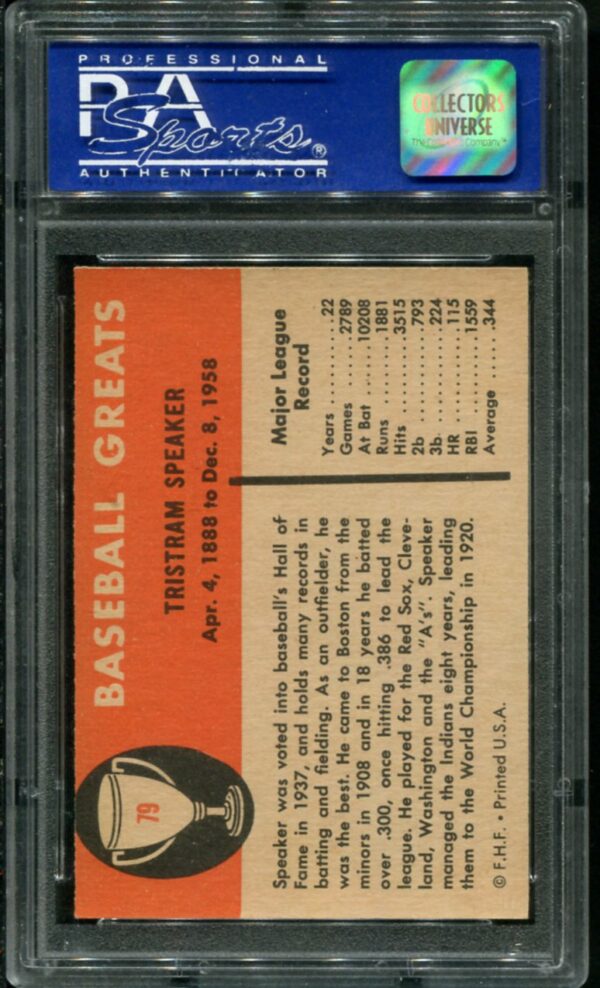 PROFESSIONAL
PSA
Sports®
AUTHENTICATOR
COLLECTORS
UNIVERSE
The Collectibles Company™
BASEBALL GREATS
TRISTRAM SPEAKER
Apr. 4, 1888 to Dec. 8, 1958
79
Speaker was voted into baseball's Hall of
Fame in 1937, and holds many records in
batting and fielding. As an outfielder, he
was the best. He came to Boston from the
minors in 1908 and in 18 years he batted
over .300, once hitting .386 to lead the
league. He played for the Red Sox, Cleve-
land, Washington and the "A's". Speaker
managed the Indians eight years, leading
them to the World Championship in 1920.
© F.H.F. • Printed U.S.A.
Major League
Record
Years ..........22
Games ......2789
At Bat .....10208
Runs ........1881
Hits .........3515
2b ............793
3b. ...........224
HR ...........115
RBI ..........1559
Average ......344